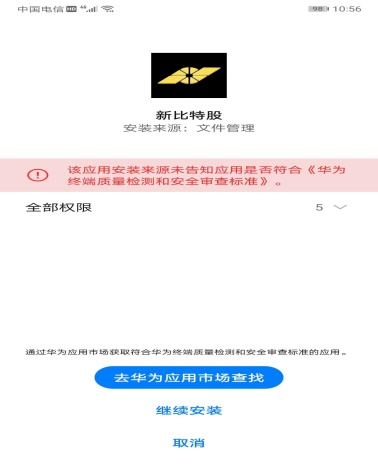 中国电信 HD 4G 98 10:56
新比特股
安装来源：文件管理
该应用安装来源未告知应用是否符合《华为
终端质量检测和安全审查标准》。
全部权限 5
通过华为应用市场获取符合华为终端质量检测和安全审查标准的应用。
去华为应用市场查找
继续安装
取消